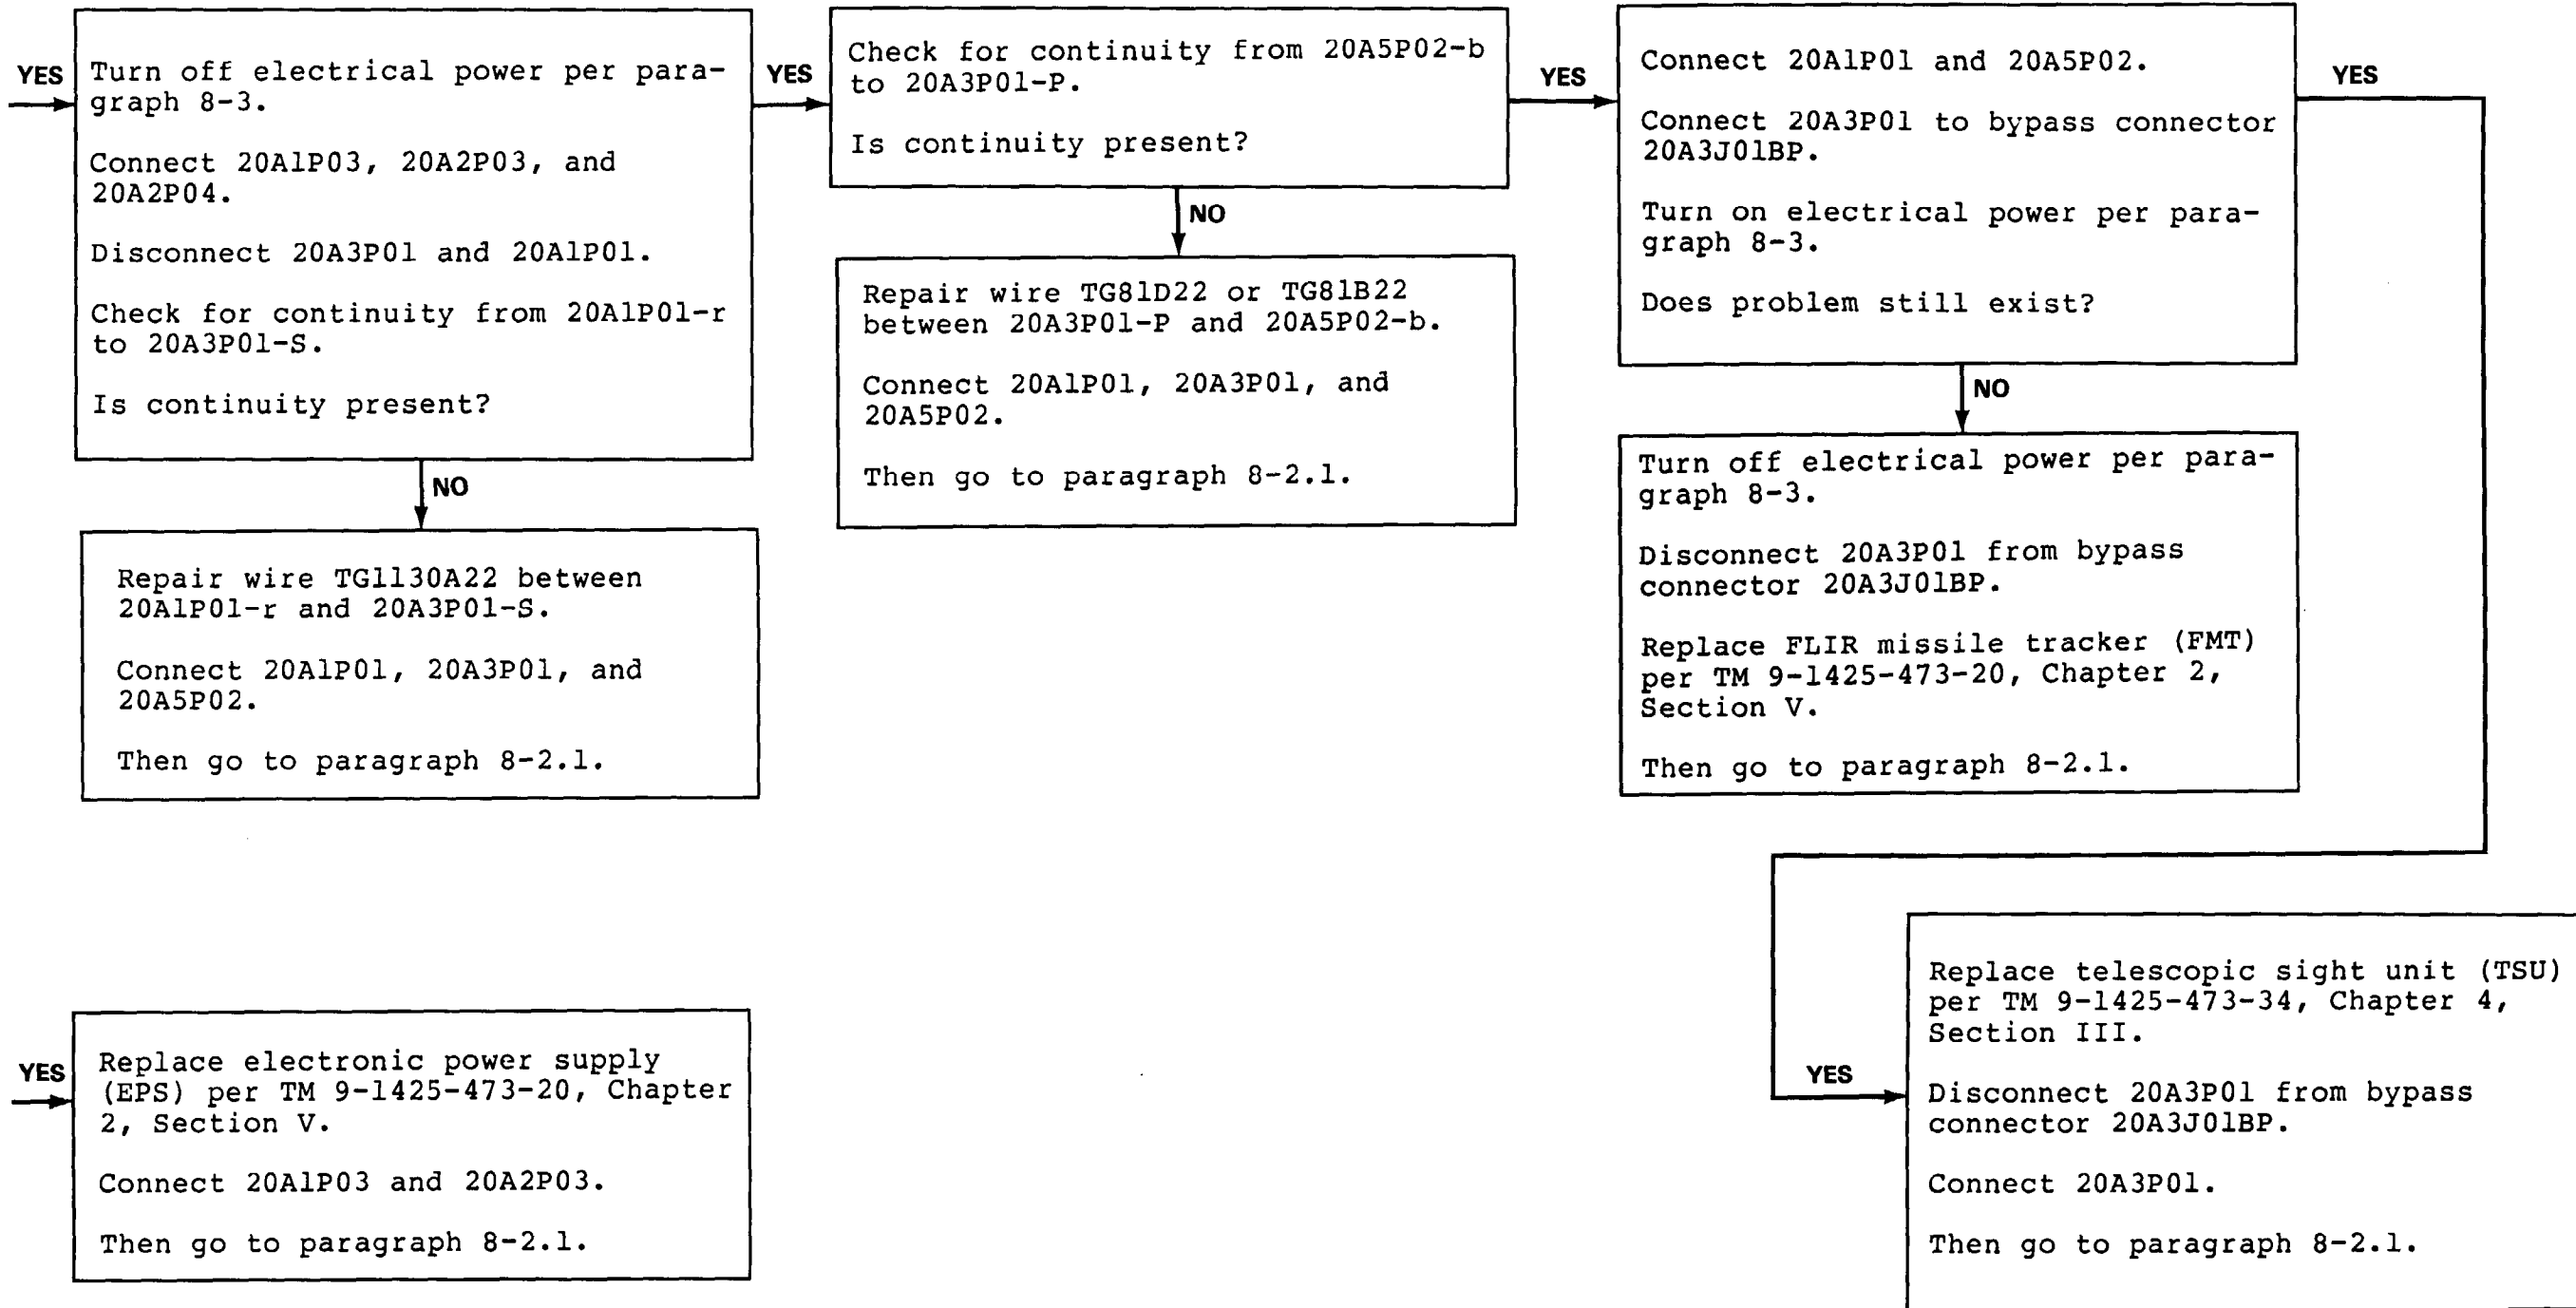 YES
Turn off electrical power per para-
graph 8-3.
Connect 20A1P03, 20A2P03, and
20A2P04.
Disconnect 20A3P01 and 20A1P01.
Check for continuity from 20A1P01-r
to 20A3P01-S.
Is continuity present?
NO
Repair wire TG1130A22 between
20A1P01-r and 20A3P01-S.
Connect 20A1P01, 20A3P01, and
20A5P02.
Then go to paragraph 8-2.1.
YES
Check for continuity from 20A5P02-b
to 20A3P01-P.
Is continuity present?
NO
Repair wire TG81D22 or TG81B22
between 20A3P01-P and 20A5P02-b.
Connect 20A1P01, 20A3P01, and
20A5P02.
Then go to paragraph 8-2.1.
YES
Connect 20A1P01 and 20A5P02.
Connect 20A3P01 to bypass connector
20A3J01BP.
Turn on electrical power per para-
graph 8-3.
Does problem still exist?
NO
Turn off electrical power per para-
graph 8-3.
Disconnect 20A3P01 from bypass
connector 20A3J01BP.
Replace FLIR missile tracker (FMT)
per TM 9-1425-473-20, Chapter 2,
Section V.
Then go to paragraph 8-2.1.
YES
YES
Replace telescopic sight unit (TSU)
per TM 9-1425-473-34, Chapter 4,
Section III.
Disconnect 20A3P01 from bypass
connector 20A3J01BP.
Connect 20A3P01.
Then go to paragraph 8-2.1.
YES
Replace electronic power supply
(EPS) per TM 9-1425-473-20, Chapter
2, Section V.
Connect 20A1P03 and 20A2P03.
Then go to paragraph 8-2.1.